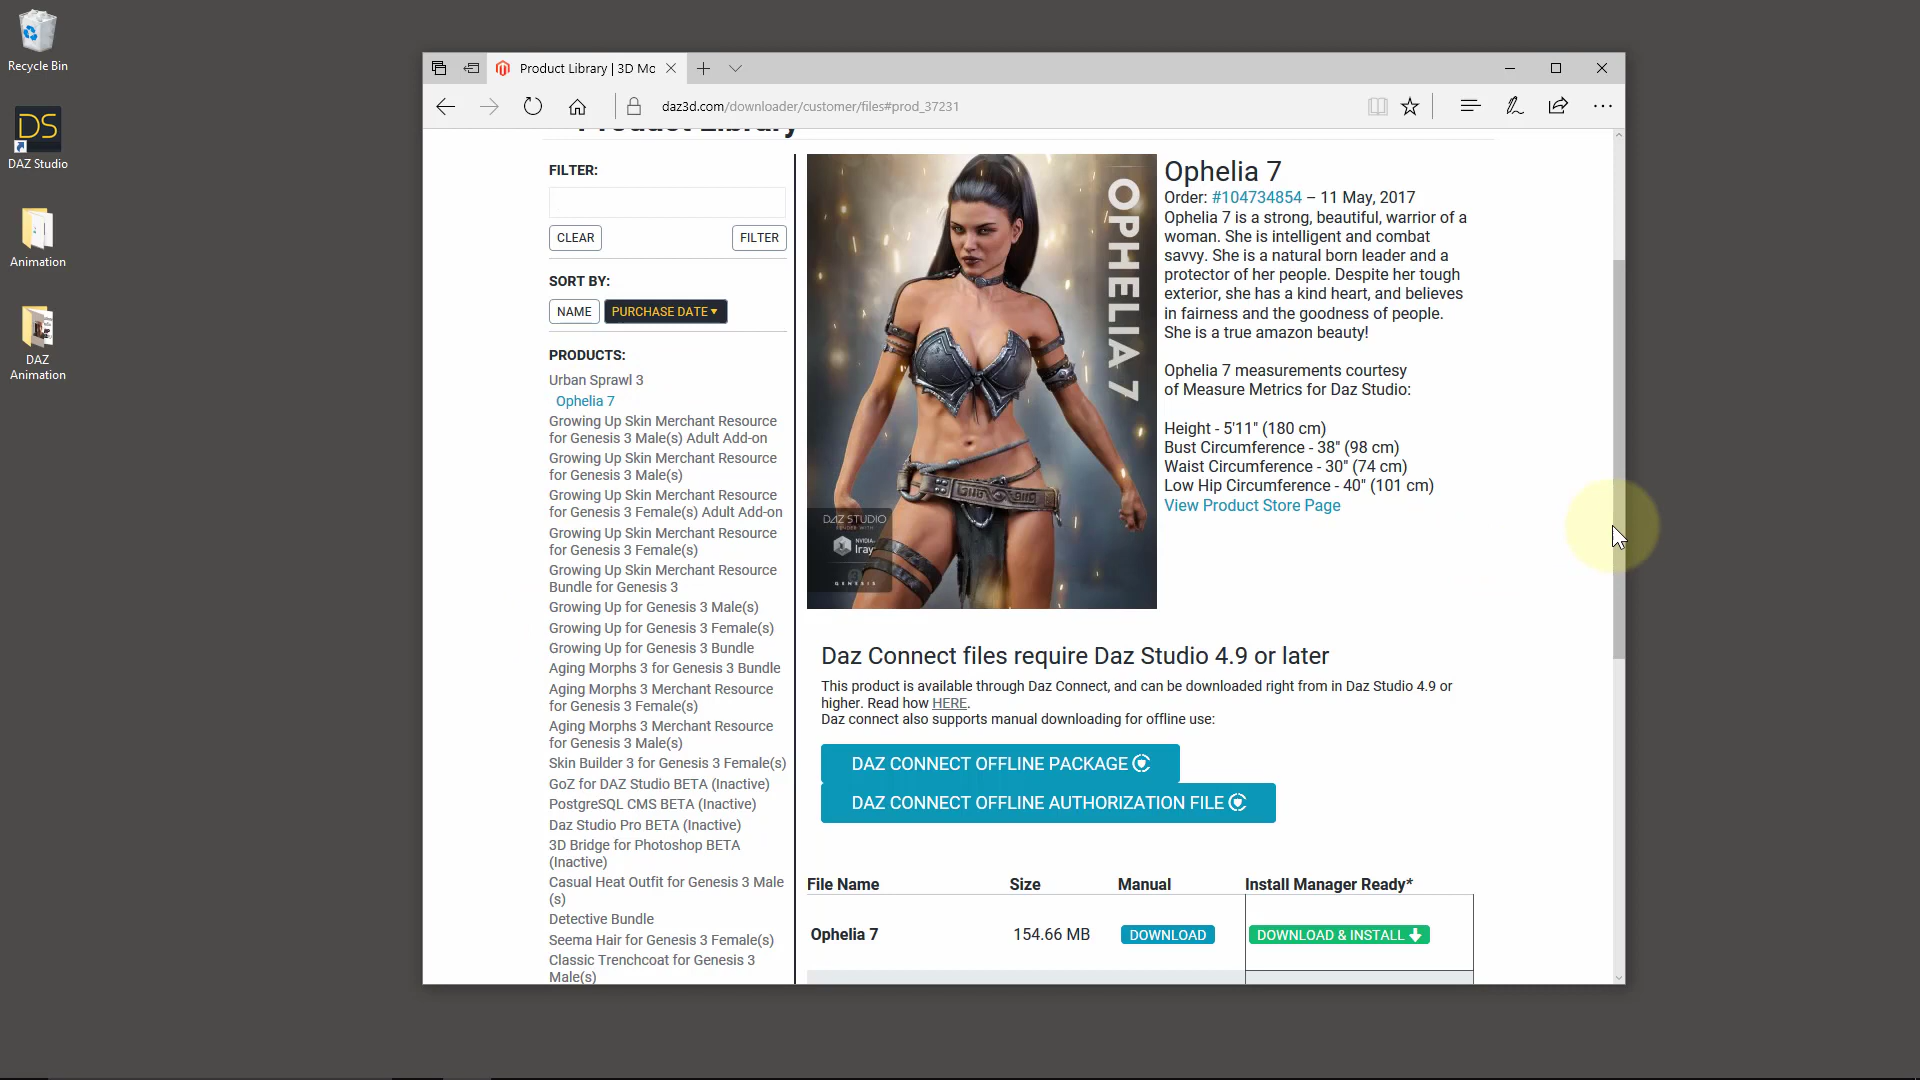 Recycle Bin
DAZ Studio
Animation
DAZ
Animation
Product Library | 3D Mo
daz3d.com/downloader/customer/files#prod_37231
Product Library
FILTER:
CLEAR
FILTER
SORT BY:
NAME
PURCHASE DATE
PRODUCTS:
Urban Sprawl 3
Ophelia 7
Growing Up Skin Merchant Resource
for Genesis 3 Male(s) Adult Add-on
Growing Up Skin Merchant Resource
for Genesis 3 Male(s)
Growing Up Skin Merchant Resource
for Genesis 3 Female(s) Adult Add-on
Growing Up Skin Merchant Resource
for Genesis 3 Female(s)
Growing Up Skin Merchant Resource
Bundle for Genesis 3
Growing Up for Genesis 3 Male(s)
Growing Up for Genesis 3 Female(s)
Growing Up for Genesis 3 Bundle
Aging Morphs 3 for Genesis 3 Bundle
Aging Morphs 3 Merchant Resource
for Genesis 3 Female(s)
Aging Morphs 3 Merchant Resource
for Genesis 3 Male(s)
Skin Builder 3 for Genesis 3 Female(s)
GoZ for DAZ Studio BETA (Inactive)
PostgreSQL CMS BETA (Inactive)
Daz Studio Pro BETA (Inactive)
3D Bridge for Photoshop BETA
(Inactive)
Casual Heat Outfit for Genesis 3 Male
(s)
Detective Bundle
Seema Hair for Genesis 3 Female(s)
Classic Trenchcoat for Genesis 3
Male(s)
OPHELIA 7
DAZ STUDIO
RENDER WITH
NVIDIA
Iray
GENESIS
Ophelia 7
Order: #104734854 – 11 May, 2017
Ophelia 7 is a strong, beautiful, warrior of a
woman. She is intelligent and combat
savvy. She is a natural born leader and a
protector of her people. Despite her tough
exterior, she has a kind heart, and believes
in fairness and the goodness of people.
She is a true amazon beauty!
Ophelia 7 measurements courtesy
of Measure Metrics for Daz Studio:
Height - 5'11" (180 cm)
Bust Circumference - 38" (98 cm)
Waist Circumference - 30" (74 cm)
Low Hip Circumference - 40" (101 cm)
View Product Store Page
Daz Connect files require Daz Studio 4.9 or later
This product is available through Daz Connect, and can be downloaded right from in Daz Studio 4.9 or
higher. Read how HERE.
Daz connect also supports manual downloading for offline use:
DAZ CONNECT OFFLINE PACKAGE
DAZ CONNECT OFFLINE AUTHORIZATION FILE
File Name Size Manual Install Manager Ready*
Ophelia 7 154.66 MB DOWNLOAD DOWNLOAD & INSTALL